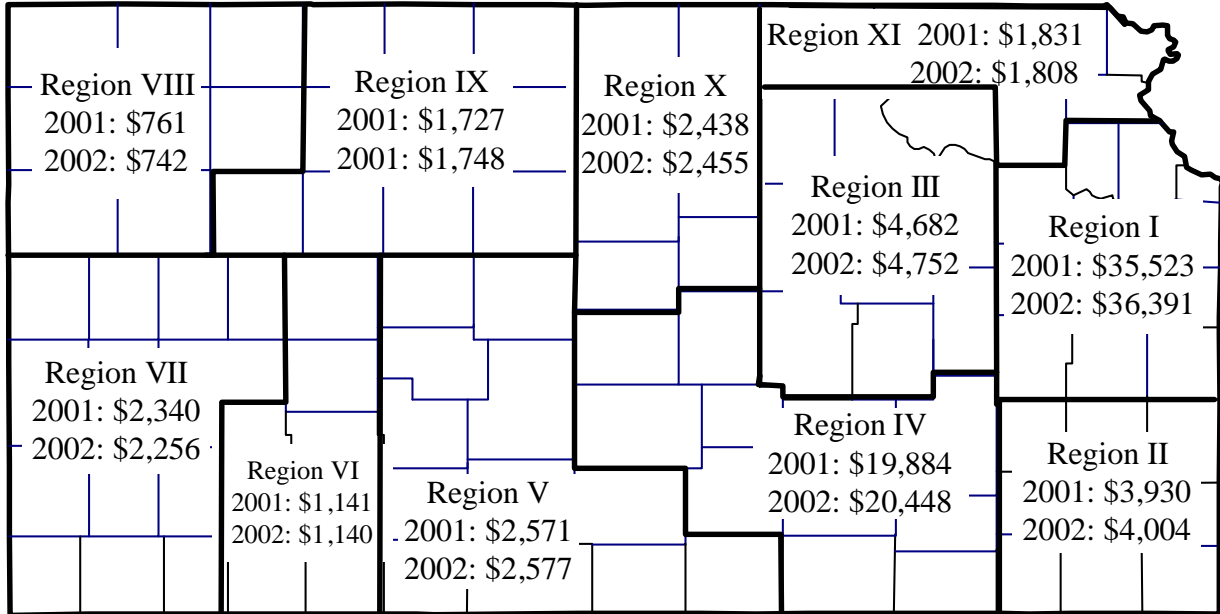 Region XI 2001: $1,831
2002: $1,808
Region VIII
2001: $761
2002: $742
Region IX
2001: $1,727
2001: $1,748
Region X
2001: $2,438
2002: $2,455
Region III
2001: $4,682
2002: $4,752
Region I
2001: $35,523
2002: $36,391
Region VII
2001: $2,340
2002: $2,256
Region VI
2001: $1,141
2002: $1,140
Region V
2001: $2,571
2002: $2,577
Region IV
2001: $19,884
2002: $20,448
Region II
2001: $3,930
2002: $4,004